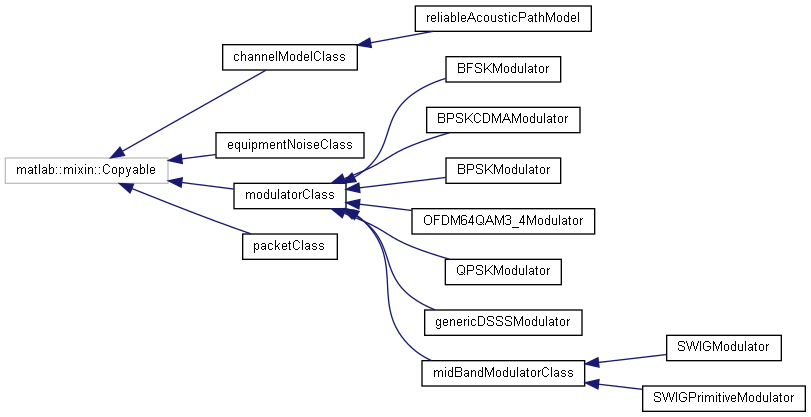 reliableAcousticPathModel
channelModelClass
BFSKModulator
BPSKCDMAModulator
equipmentNoiseClass
matlab::mixin::Copyable
BPSKModulator
modulatorClass
OFDM64QAM3_4Modulator
packetClass
QPSKModulator
genericDSSSModulator
SWIGModulator
midBandModulatorClass
SWIGPrimitiveModulator